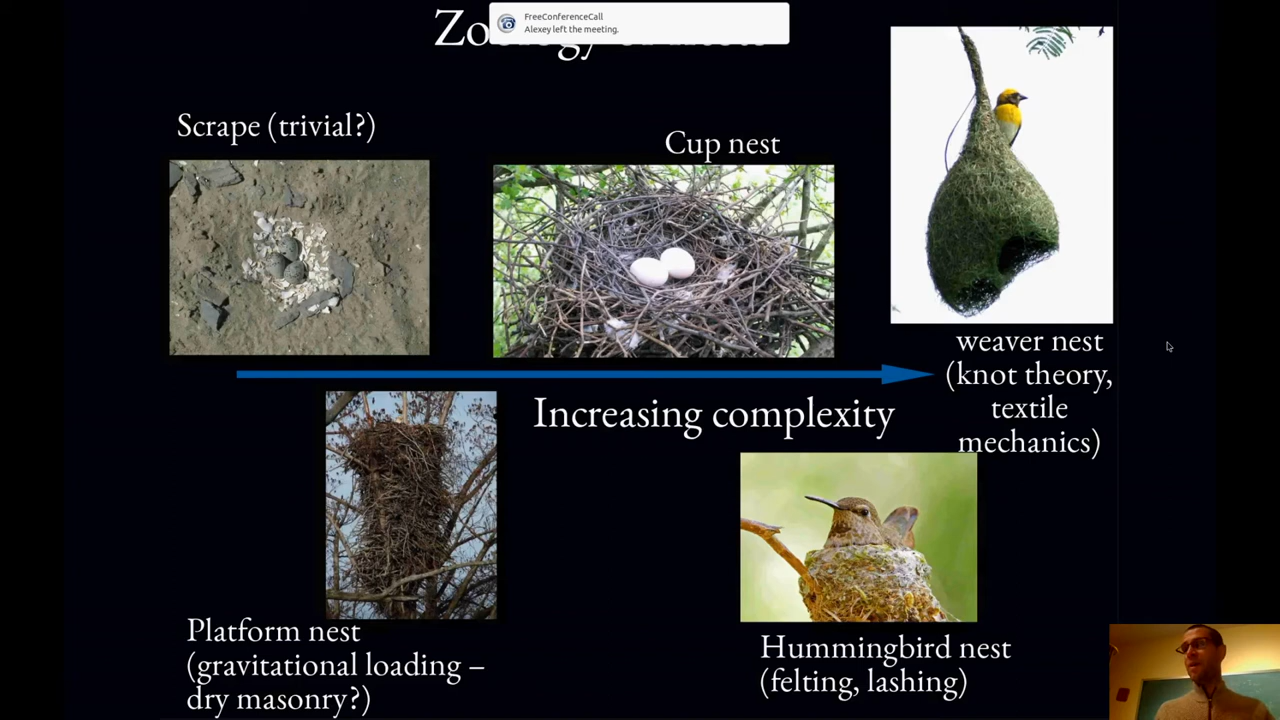 FreeConferenceCall
Alexey left the meeting.
Scrape (trivial?)
Cup nest
weaver nest
(knot theory,
textile
mechanics)
Increasing complexity
Platform nest
(gravitational loading –
dry masonry?)
Hummingbird nest
(felting, lashing)